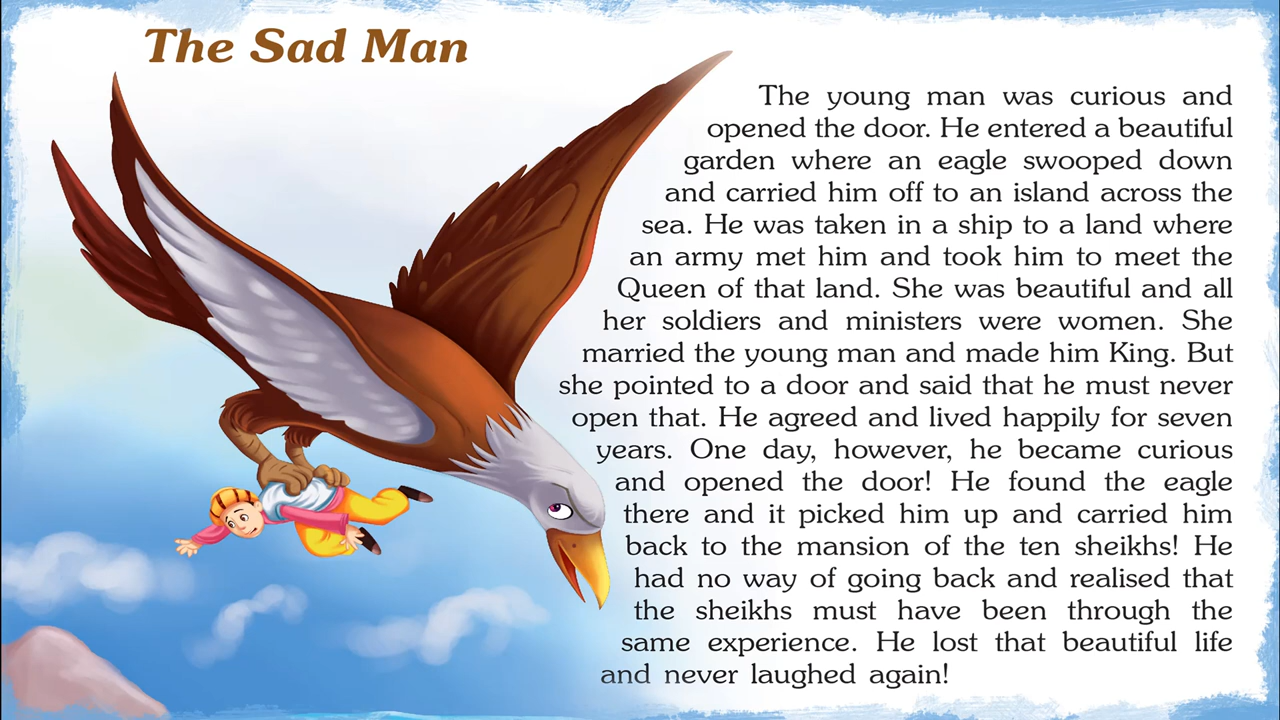 The Sad Man
The young man was curious and
opened the door. He entered a beautiful
garden where an eagle swooped down
and carried him off to an island across the
sea. He was taken in a ship to a land where
an army met him and took him to meet the
Queen of that land. She was beautiful and all
her soldiers and ministers were women. She
married the young man and made him King. But
she pointed to a door and said that he must never
open that. He agreed and lived happily for seven
years. One day, however, he became curious
and opened the door! He found the eagle
there and it picked him up and carried him
back to the mansion of the ten sheikhs! He
had no way of going back and realised that
the sheikhs must have been through the
same experience. He lost that beautiful life
and never laughed again!